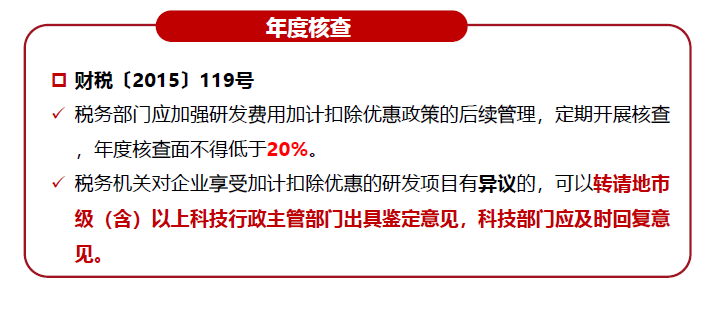 年度核查
财税〔2015〕119号
税务部门应加强研发费用加计扣除优惠政策的后续管理，定期开展核查
，年度核查面不得低于20%。
税务机关对企业享受加计扣除优惠的研发项目有异议的，可以转请地市
级（含）以上科技行政主管部门出具鉴定意见，科技部门应及时回复意
见。